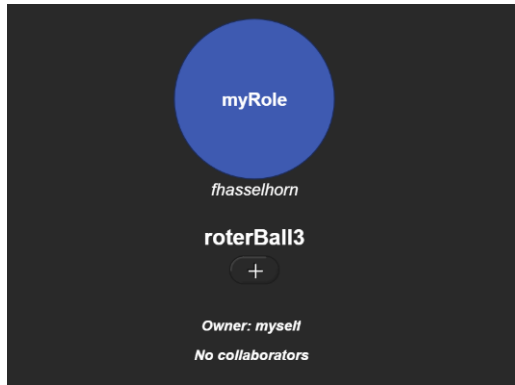 myRole
fhasselhorn
roterBall3
+
Owner: myself
No collaborators